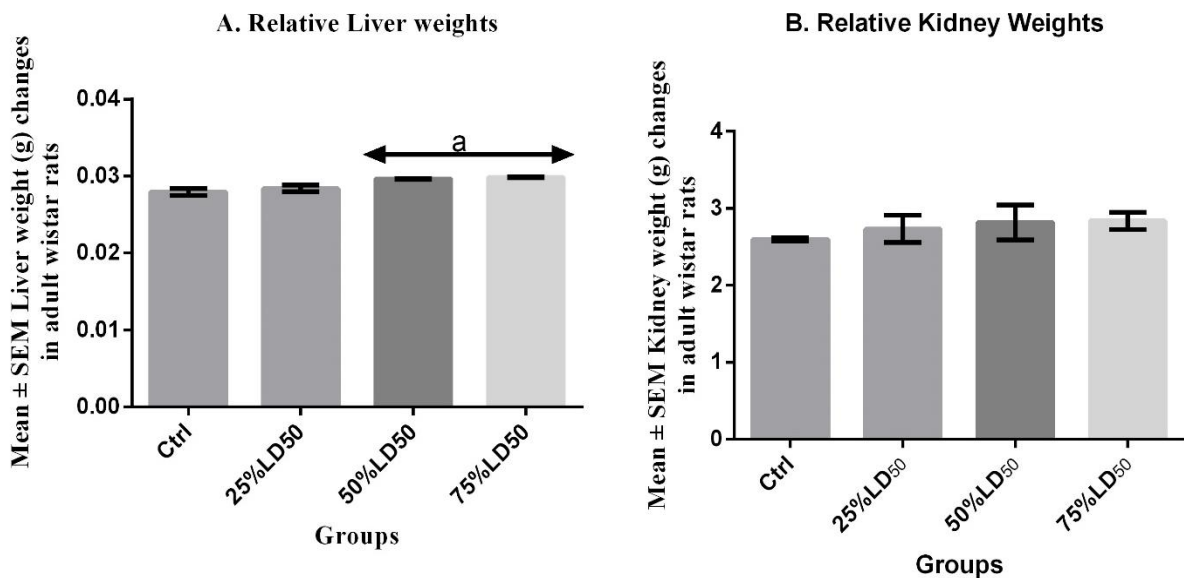 A. Relative Liver weights
Mean ± SEM Liver weight (g) changes
in adult wistar rats
0.04
0.03
0.02
0.01
0.00
a
Ctrl
25%LD50
50%LD50
75%LD50
Groups
B. Relative Kidney Weights
Mean ± SEM Kidney weight (g) changes
in adult wistar rats
4
3
2
1
0
Ctrl
25%LD50
50%LD50
75%LD50
Groups